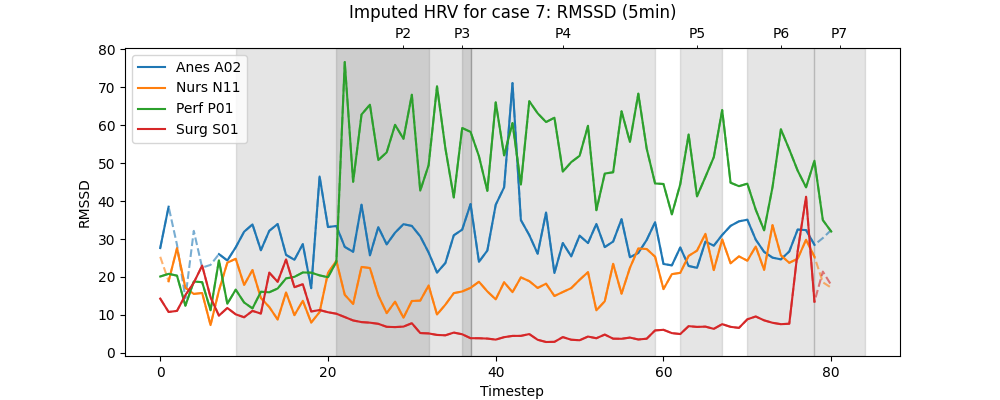 Imputed HRV for case 7: RMSSD (5min)
P2 P3 P4 P5 P6 P7
80
70
60
50
40
30
20
10
0
RMSSD
Anes A02
Nurs N11
Perf P01
Surg S01
0 20 40 60 80
Timestep